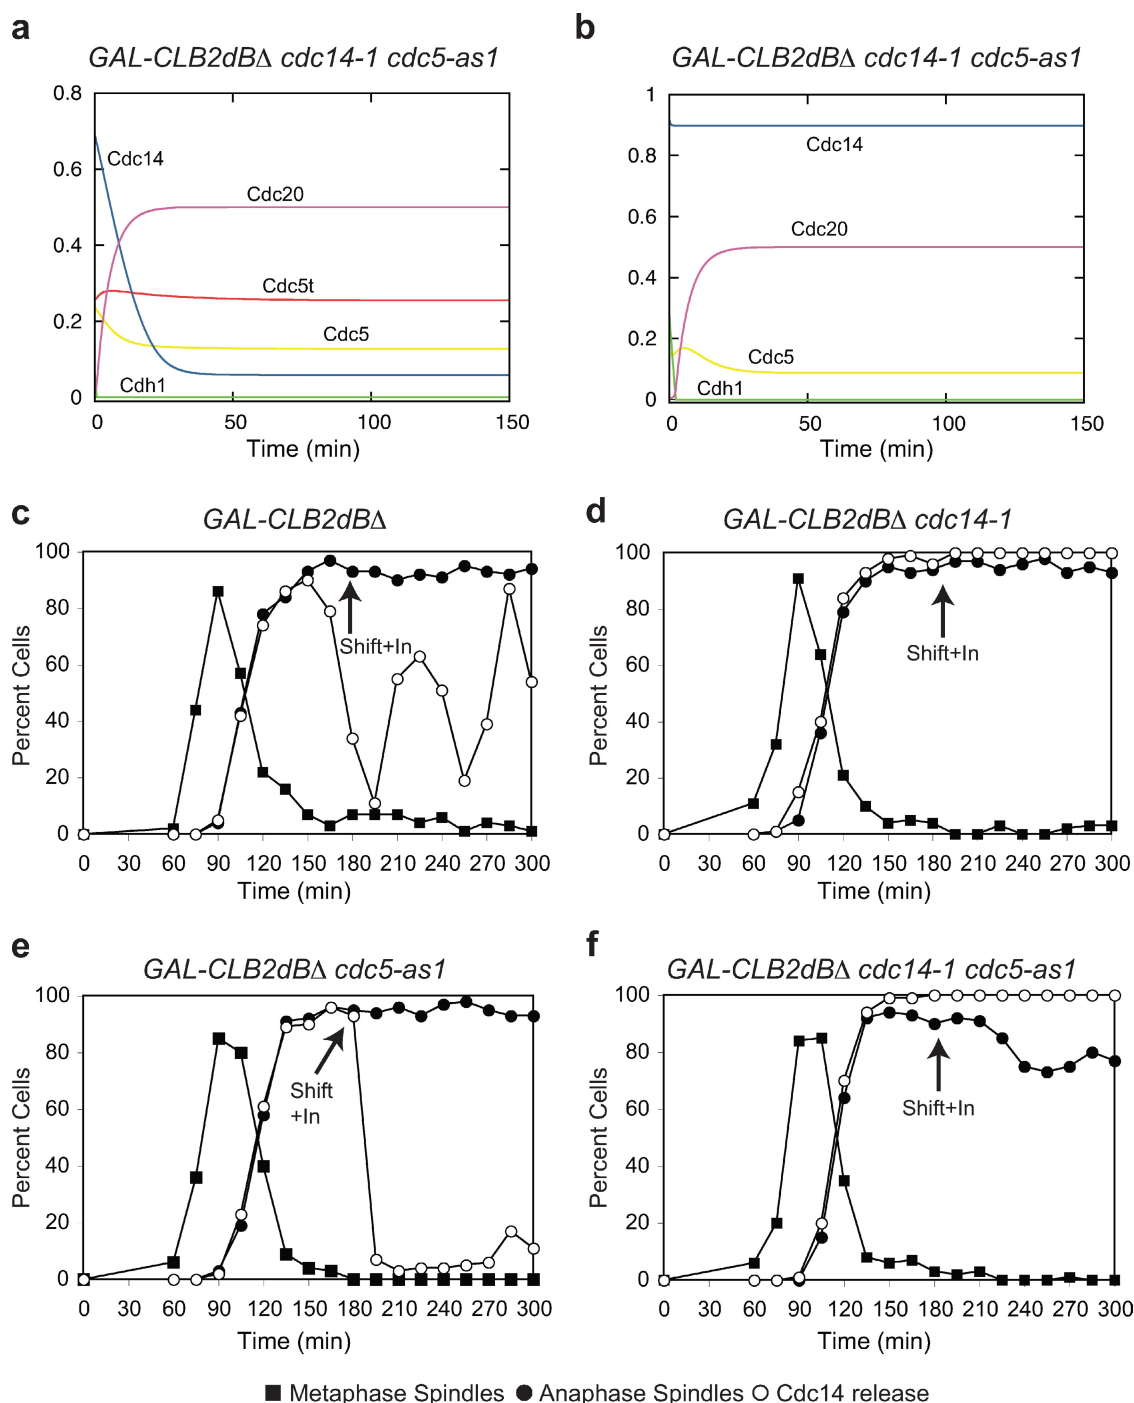 a
GAL-CLB2dBΔ cdc14-1 cdc5-as1
0.8
0.6
0.4
0.2
0
Cdc14
Cdc20
Cdc5t
Cdc5
Cdh1
0 50 100 150
Time (min)
b
GAL-CLB2dBΔ cdc14-1 cdc5-as1
1
0.8
0.6
0.4
0.2
0
Cdc14
Cdc20
Cdc5
Cdh1
0 50 100 150
Time (min)
c
GAL-CLB2dBΔ
Percent Cells
100
80
60
40
20
0
Shift+In
0 30 60 90 120 150 180 210 240 270 300
Time (min)
d
GAL-CLB2dBΔ cdc14-1
Percent Cells
100
80
60
40
20
0
Shift+In
0 30 60 90 120 150 180 210 240 270 300
Time (min)
e
GAL-CLB2dBΔ cdc5-as1
Percent Cells
100
80
60
40
20
0
Shift
+In
0 30 60 90 120 150 180 210 240 270 300
Time (min)
f
GAL-CLB2dBΔ cdc14-1 cdc5-as1
Percent Cells
100
80
60
40
20
0
Shift+In
0 30 60 90 120 150 180 210 240 270 300
Time (min)
Metaphase Spindles Anaphase Spindles Cdc14 release